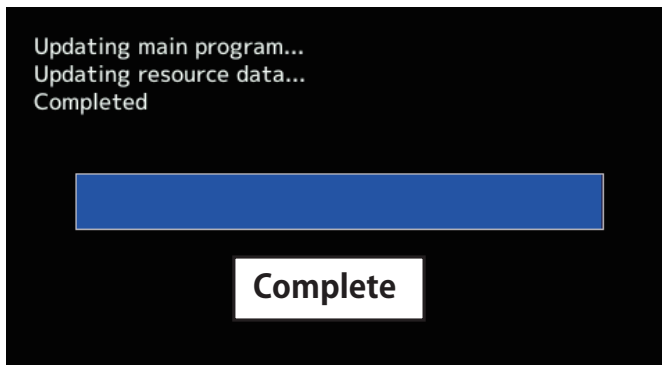 Updating main program...
Updating resource data...
Completed
Complete